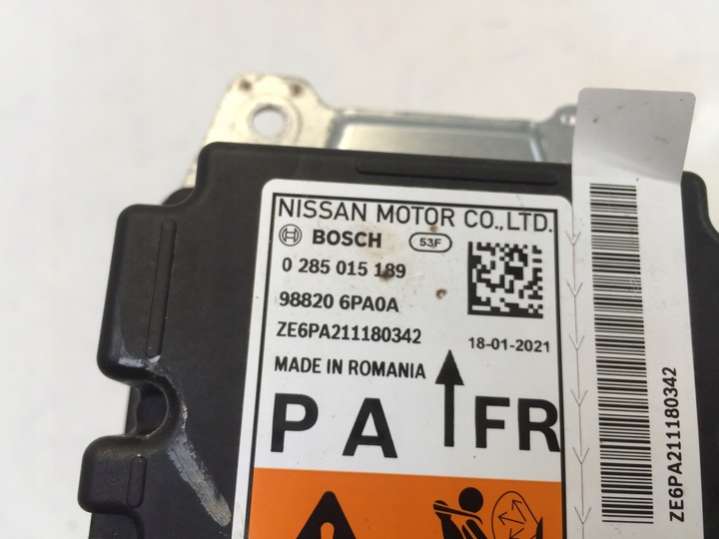 NISSAN MOTOR CO.,LTD.
BOSCH 53F
0 285 015 189
98820 6PA0A
ZE6PA211180342
18-01-2021
MADE IN ROMANIA
P A FR
ZE6PA211180342